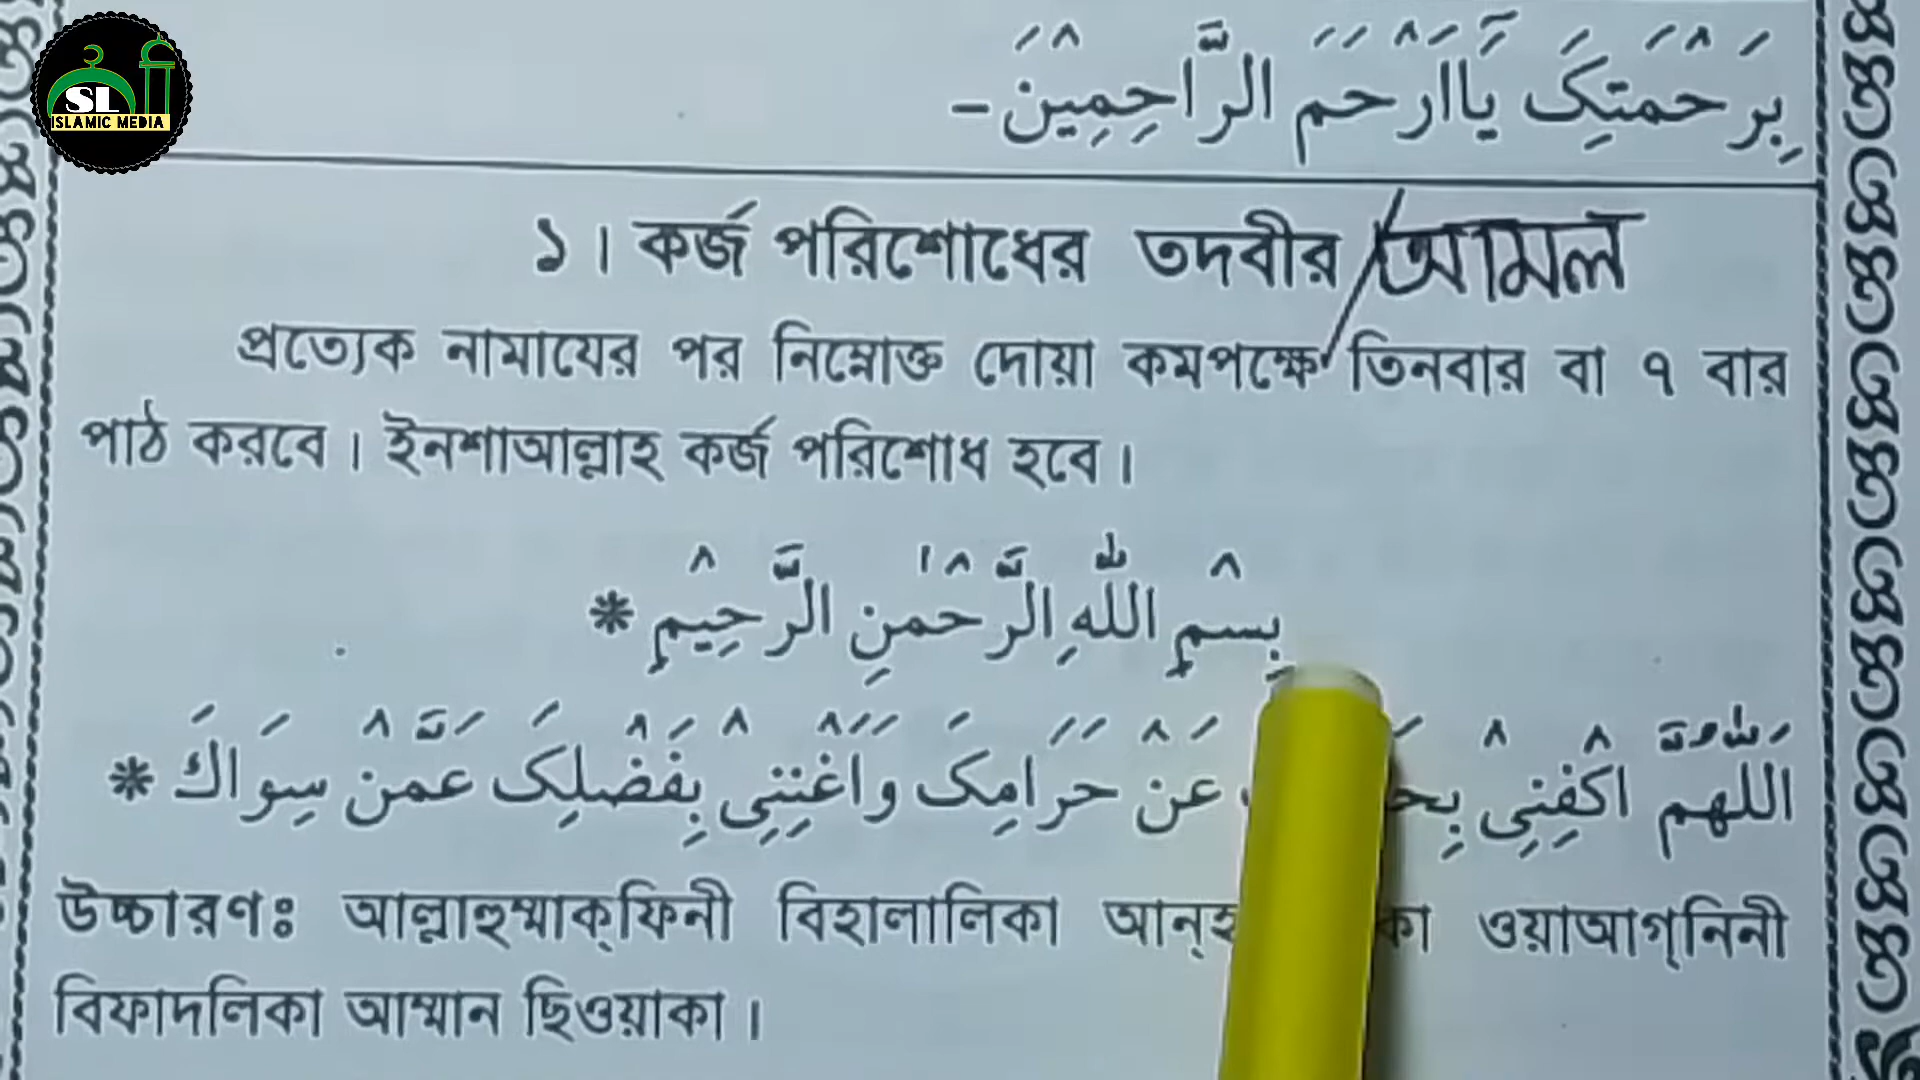 SL
ISLAMIC MEDIA
بِرَحْمَتِكَ يَآاَرْحَمَ الرَّاحِمِيْنَ -
১। কর্জ পরিশোধের তদবীর /আমল
প্রত্যেক নামাযের পর নিম্নোক্ত দোয়া কমপক্ষে তিনবার বা ৭ বার
পাঠ করবে। ইনশাআল্লাহ কর্জ পরিশোধ হবে।
بِسْمِ اللّٰهِ الرَّحْمٰنِ الرَّحِيْمِ *
اَللّٰهُمَّ اكْفِنِيْ عَنْ حَرَامِكَ وَاَغْنِنِيْ بِفَضْلِكَ عَمَّنْ سِوَاكَ *
উচ্চারণঃ আল্লাহুম্মাক্‌ফিনী বিহালালিকা ওয়াআগ্‌নিনী
বিফাদলিকা আম্মান ছিওয়াকা।